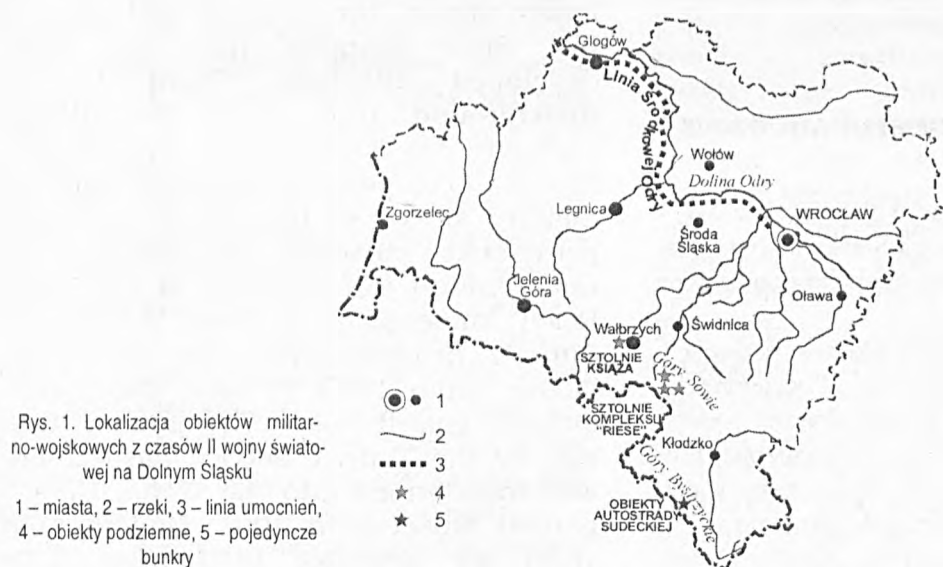 Głogów
Linia Środkowej Odry
Wołów
Dolina Odry
Zgorzelec
Legnica
WROCŁAW
Środa
Śląska
Jelenia
Góra
Oława
Wałbrzych
Świdnica
SZTOLNIE
KSIĄŻA
Góry Sowie
SZTOLNIE
KOMPLEKSU
"RIESE"
Kłodzko
Góry Bystrzyckie
OBIEKTY
AUTOSTRADY
SUDECKIEJ
1
2
3
4
5
Rys. 1. Lokalizacja obiektów militar-
no-wojskowych z czasów II wojny świato-
wej na Dolnym Śląsku
1 – miasta, 2 – rzeki, 3 – linia umocnień,
4 – obiekty podziemne, 5 – pojedyncze
bunkry